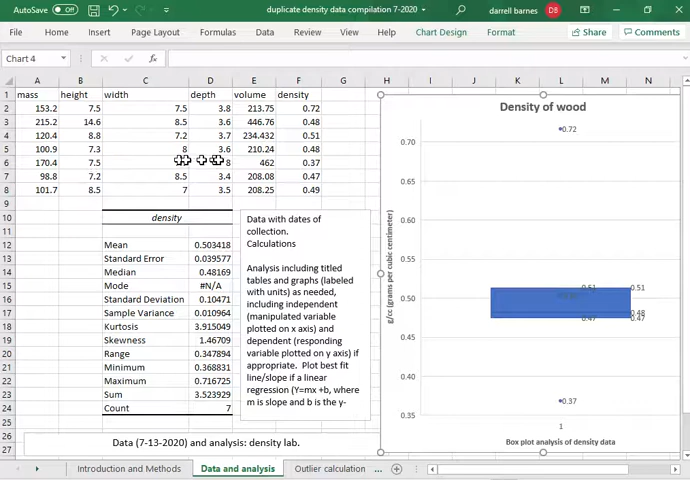 AutoSave Off duplicate density data compilation 7-2020 darrell barnes DB
File Home Insert Page Layout Formulas Data Review View Help Chart Design Format Share Comments
Chart 4 fx
A B C D E F G H I J K L M N
1 mass height width depth volume density
2 153.2 7.5 7.5 3.8 213.75 0.72
3 215.2 14.6 8.5 3.6 446.76 0.48
4 120.4 8.8 7.2 3.7 234.432 0.51
5 100.9 7.3 8 3.6 210.24 0.48
6 170.4 7.5 8 462 0.37
7 98.8 7.2 8.5 3.4 208.08 0.47
8 101.7 8.5 7 3.5 208.25 0.49
9
10 density
11
12 Mean 0.503418
13 Standard Error 0.039577
14 Median 0.48169
15 Mode #N/A
16 Standard Deviation 0.10471
17 Sample Variance 0.010964
18 Kurtosis 3.915049
19 Skewness 1.46709
20 Range 0.347894
21 Minimum 0.368831
22 Maximum 0.716725
23 Sum 3.523929
24 Count 7
25
26
27
Data with dates of
collection.
Calculations
Analysis including titled
tables and graphs (labeled
with units) as needed,
including independent
(manipulated variable
plotted on x axis) and
dependent (responding
variable plotted on y axis) if
appropriate. Plot best fit
line/slope if a linear
regression (Y=mx +b, where
m is slope and b is the y-
Data (7-13-2020) and analysis: density lab.
Density of wood
g/cc (grams per cubic centimeter)
0.70
0.65
0.60
0.55
0.50
0.45
0.40
0.35
0.72
0.51 0.51
0.48
0.47 0.47
0.37
1
Box plot analysis of density data
Introduction and Methods Data and analysis Outlier calculation ...